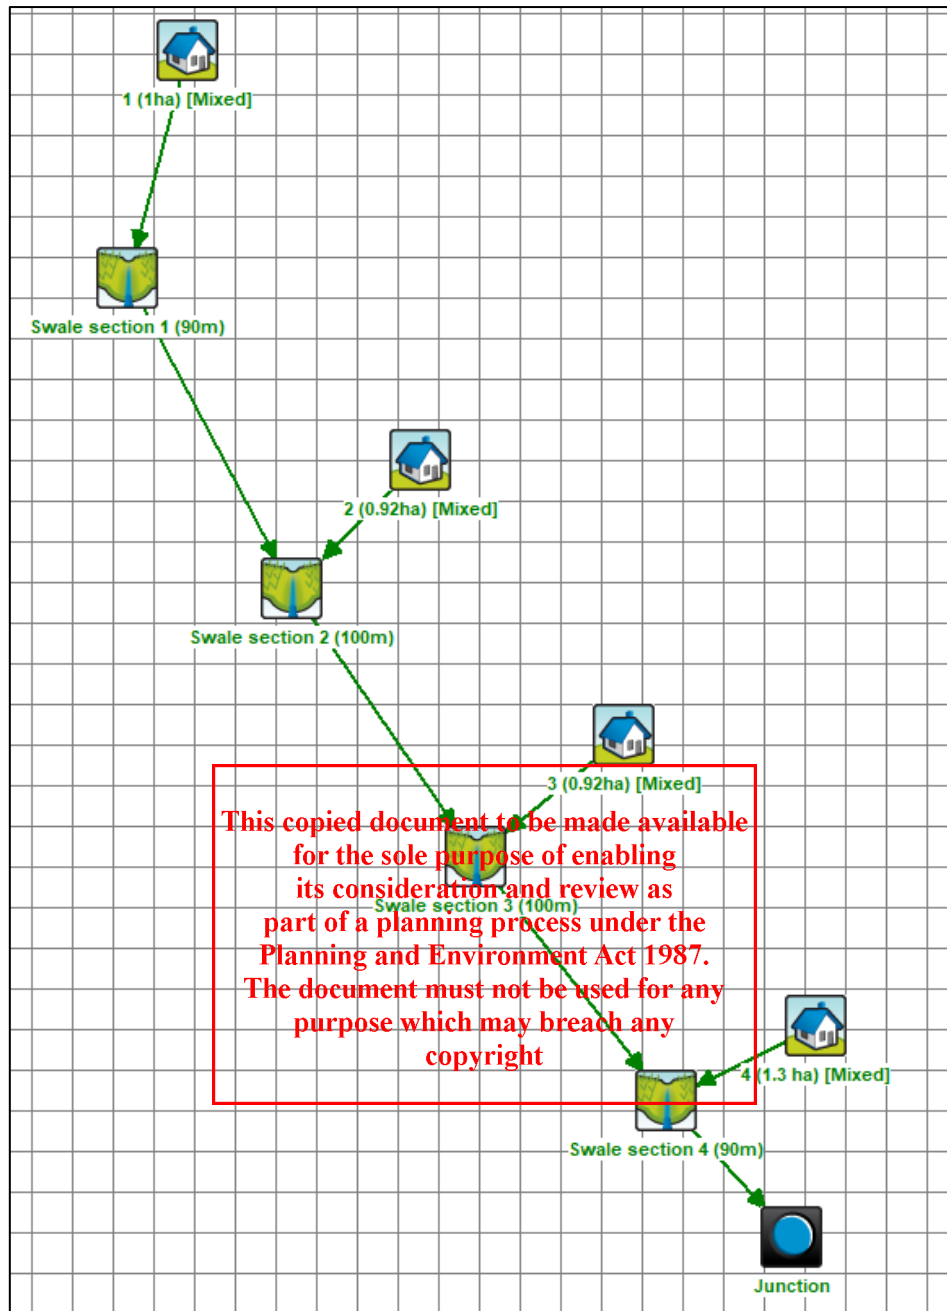 1 (1ha) [Mixed]
Swale section 1 (90m)
2 (0.92ha) [Mixed]
Swale section 2 (100m)
3 (0.92ha) [Mixed]
This copied document to be made available
for the sole purpose of enabling
its consideration and review as
Swale section 3 (100m)
part of a planning process under the
Planning and Environment Act 1987.
The document must not be used for any
purpose which may breach any
copyright
4 (1.3 ha) [Mixed]
Swale section 4 (90m)
Junction